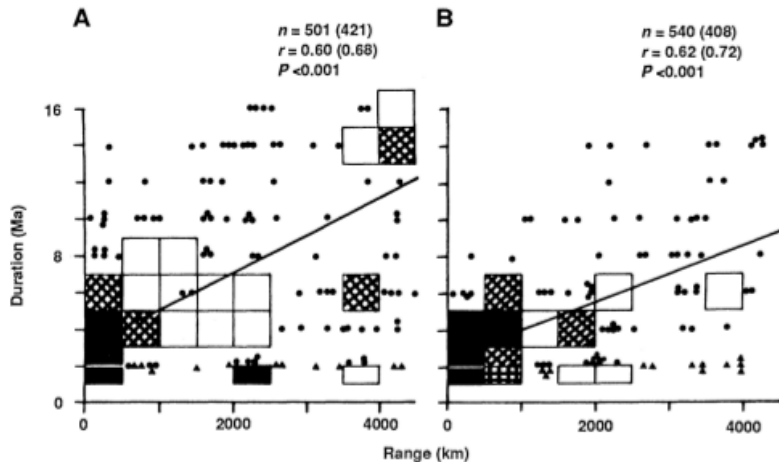 A
n = 501 (421)
r = 0.60 (0.68)
P <0.001
B
n = 540 (408)
r = 0.62 (0.72)
P <0.001
16
8
4
0
Duration (Ma)
0 2000 4000
0 2000 4000
Range (km)